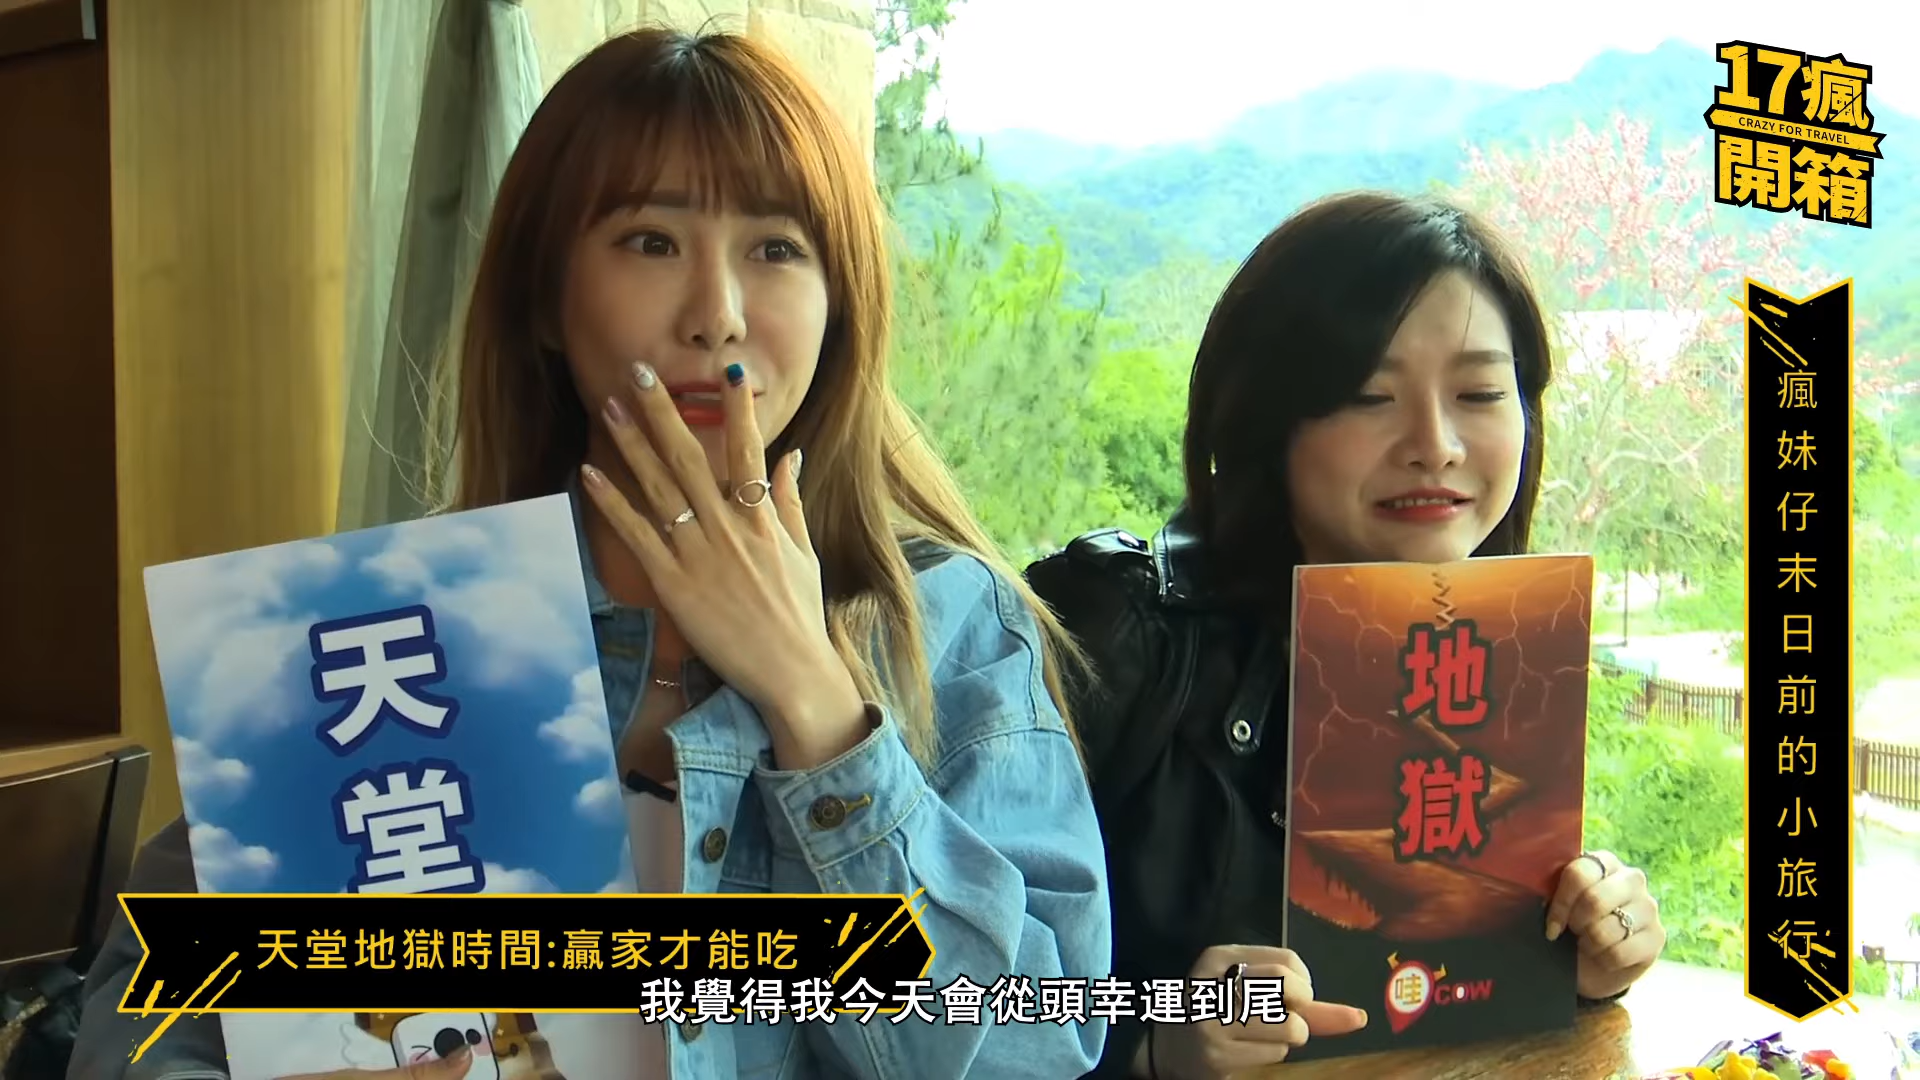 17瘋
CRAZY FOR TRAVEL
開箱
瘋妹仔末日前的小旅行
天堂
地獄
哇COW
天堂地獄時間:贏家才能吃
我覺得我今天會從頭幸運到尾